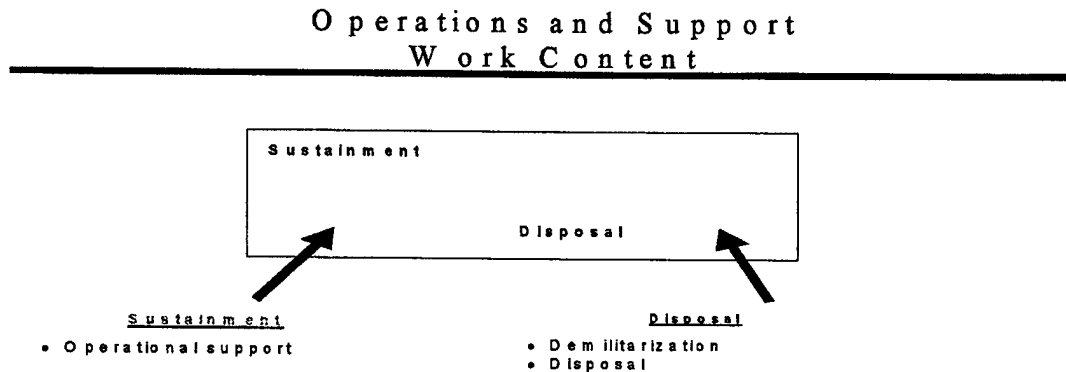 Operations and Support
Work Content
Sustainment
Disposal
Sustainment
• Operational support
Disposal
• Demilitarization
• Disposal